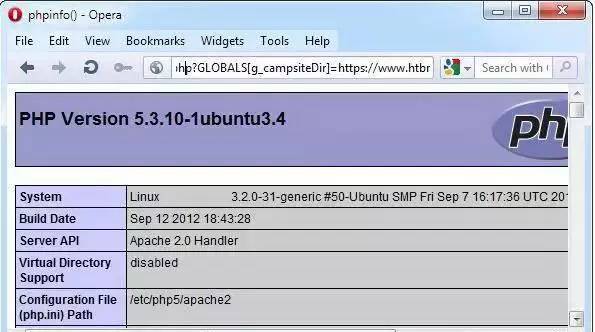 phpinfo() - Opera
File Edit View Bookmarks Widgets Tools Help
hp?GLOBALS[g_campsiteDir]=https://www.htbr
Search with
PHP Version 5.3.10-1ubuntu3.4
php
System Linux 3.2.0-31-generic #50-Ubuntu SMP Fri Sep 7 16:17:36 UTC 201
Build Date Sep 12 2012 18:43:28
Server API Apache 2.0 Handler
Virtual Directory disabled
Support
Configuration File /etc/php5/apache2
(php.ini) Path